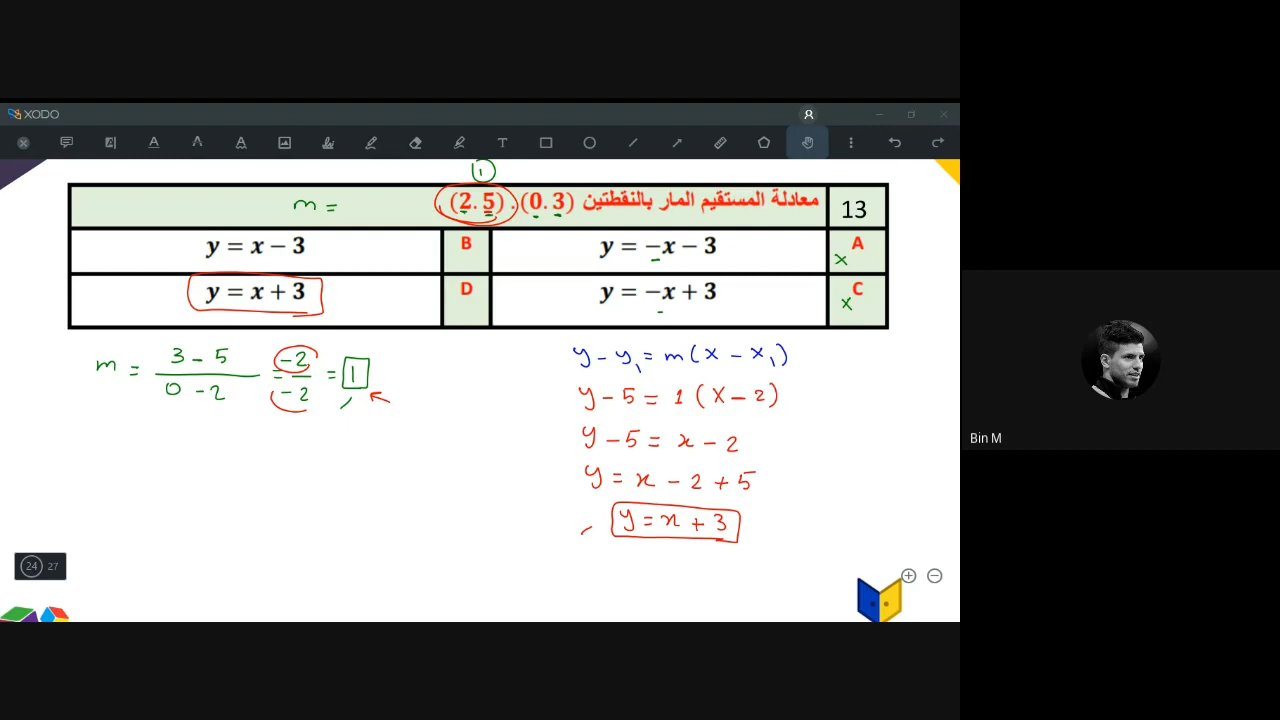 XODO
①
13
معادلة المستقيم المار بالنقطتين (0.3) . (2.5)
m =
A
y = −x − 3
B
y = x − 3
x
C
y = −x + 3
D
y = x + 3
x
m = 3 - 5 / 0 - 2 = -2 / -2 = 1
y - y₁ = m(x - x₁)
y - 5 = 1 (x - 2)
y - 5 = x - 2
y = x - 2 + 5
y = x + 3
24 27
Bin M